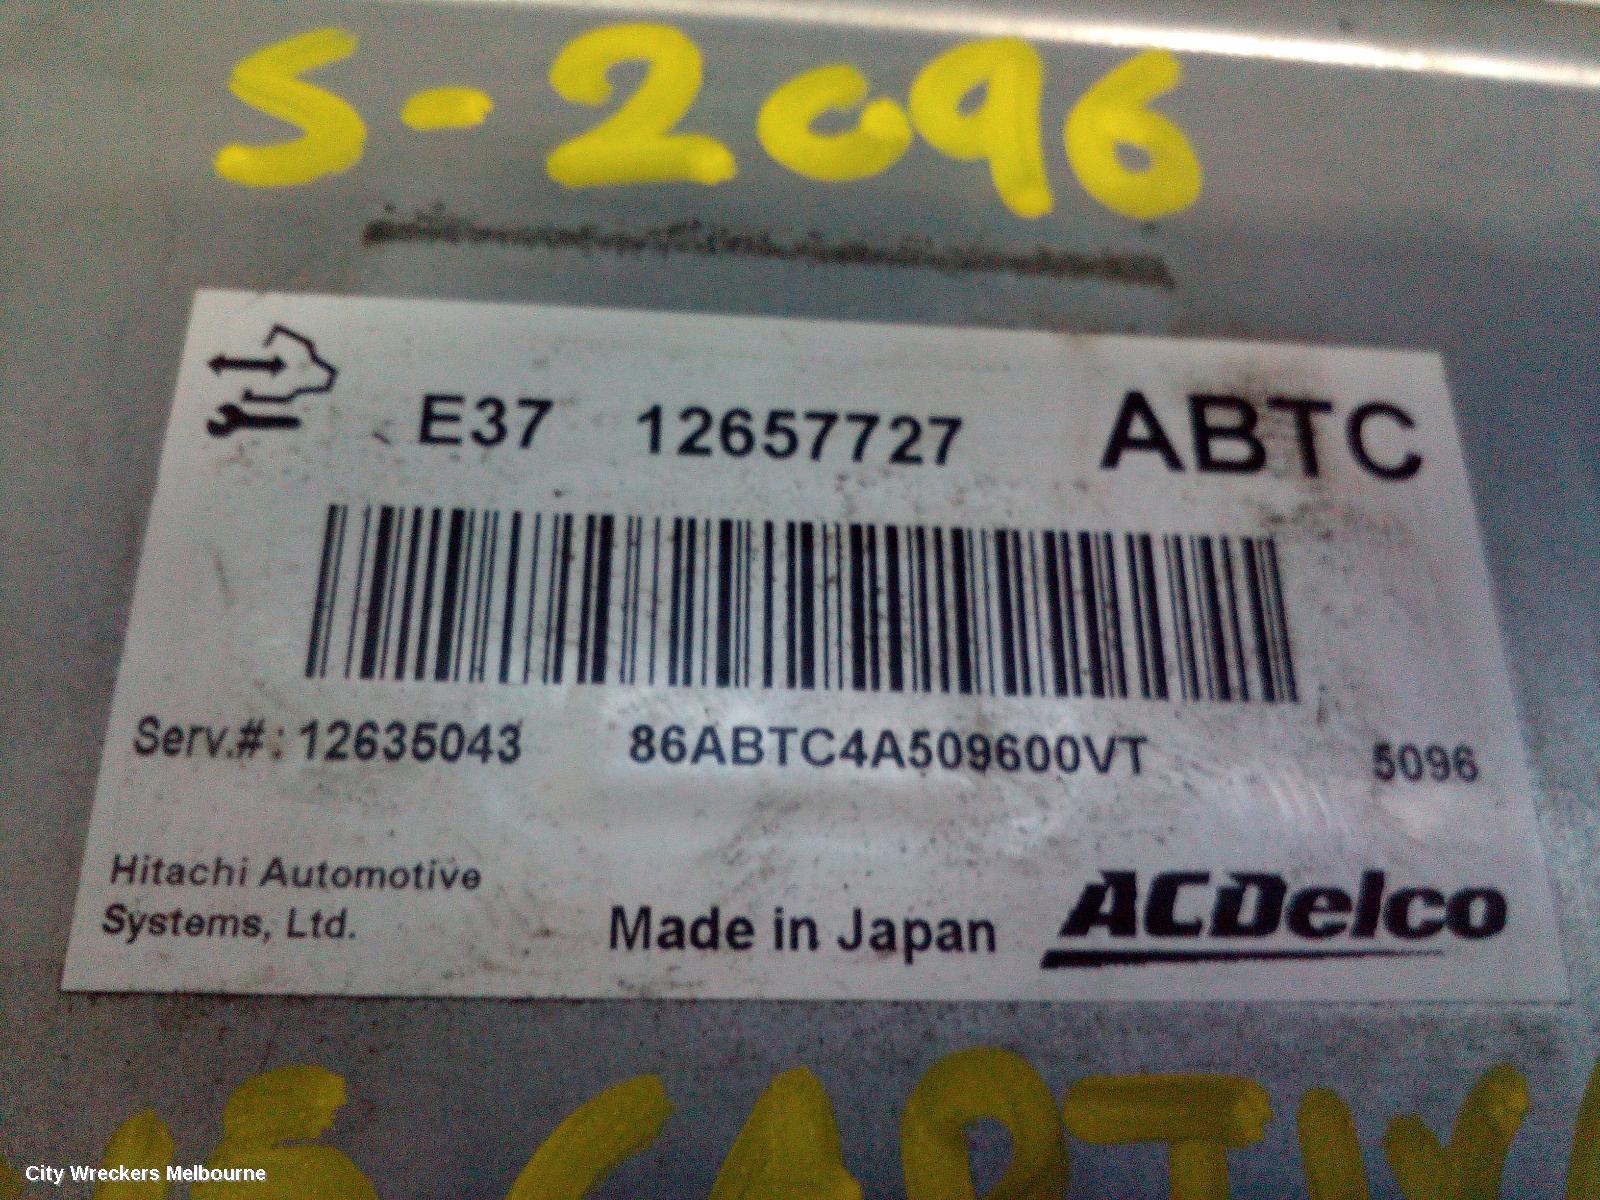 S-2096
E37 12657727 ABTC
Serv.#: 12635043 86ABTC4A509600VT 5096
Hitachi Automotive
Systems, Ltd.
Made in Japan
ACDelco
CAPTIV
City Wreckers Melbourne